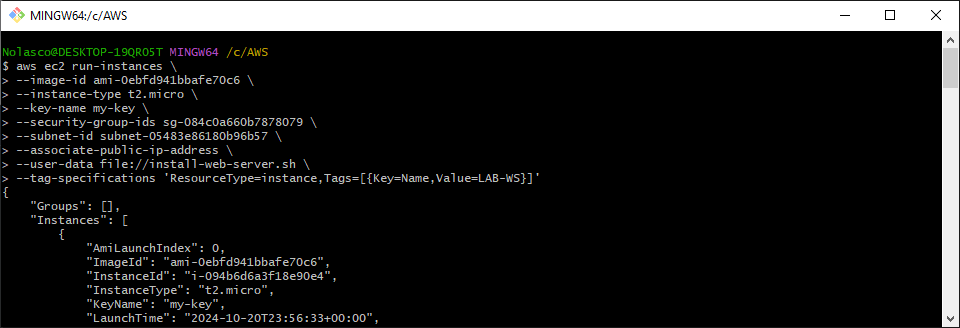 MINGW64:/c/AWS
Nolasco@DESKTOP-19QRO5T MINGW64 /c/AWS
$ aws ec2 run-instances \
> --image-id ami-0ebfd941bbafe70c6 \
> --instance-type t2.micro \
> --key-name my-key \
> --security-group-ids sg-084c0a660b7878079 \
> --subnet-id subnet-05483e86180b96b57 \
> --associate-public-ip-address \
> --user-data file://install-web-server.sh \
> --tag-specifications 'ResourceType=instance,Tags=[{Key=Name,Value=LAB-WS}]'
{
    "Groups": [],
    "Instances": [
        {
            "AmiLaunchIndex": 0,
            "ImageId": "ami-0ebfd941bbafe70c6",
            "InstanceId": "i-094b6d6a3f18e90e4",
            "InstanceType": "t2.micro",
            "KeyName": "my-key",
            "LaunchTime": "2024-10-20T23:56:33+00:00",